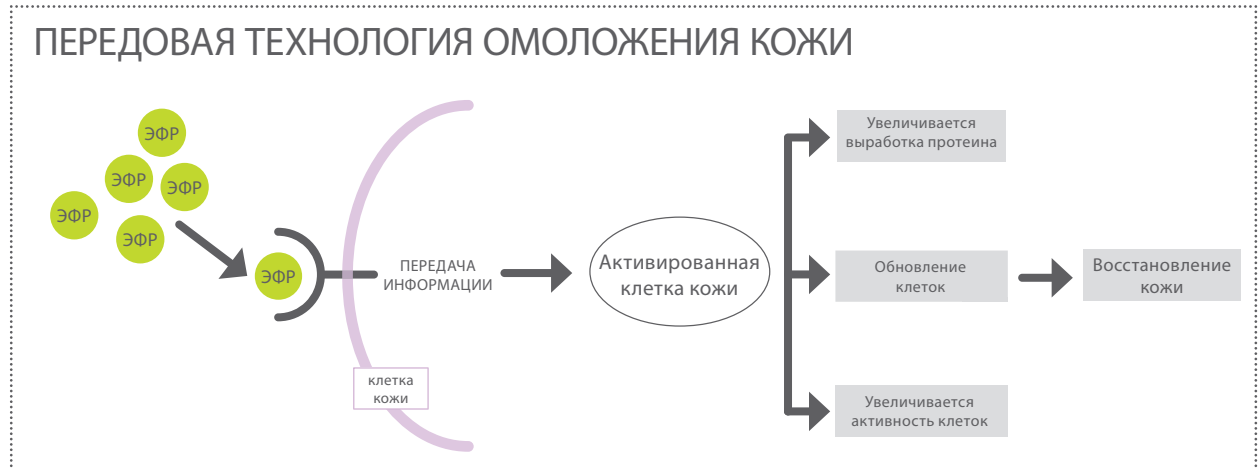 ПЕРЕДОВАЯ ТЕХНОЛОГИЯ ОМОЛОЖЕНИЯ КОЖИ
ЭФР
ЭФР
ЭФР
ЭФР
ЭФР
ЭФР
ПЕРЕДАЧА
ИНФОРМАЦИИ
клетка
кожи
Активированная
клетка кожи
Увеличивается
выработка протеина
Обновление
клеток
Восстановление
кожи
Увеличивается
активность клеток